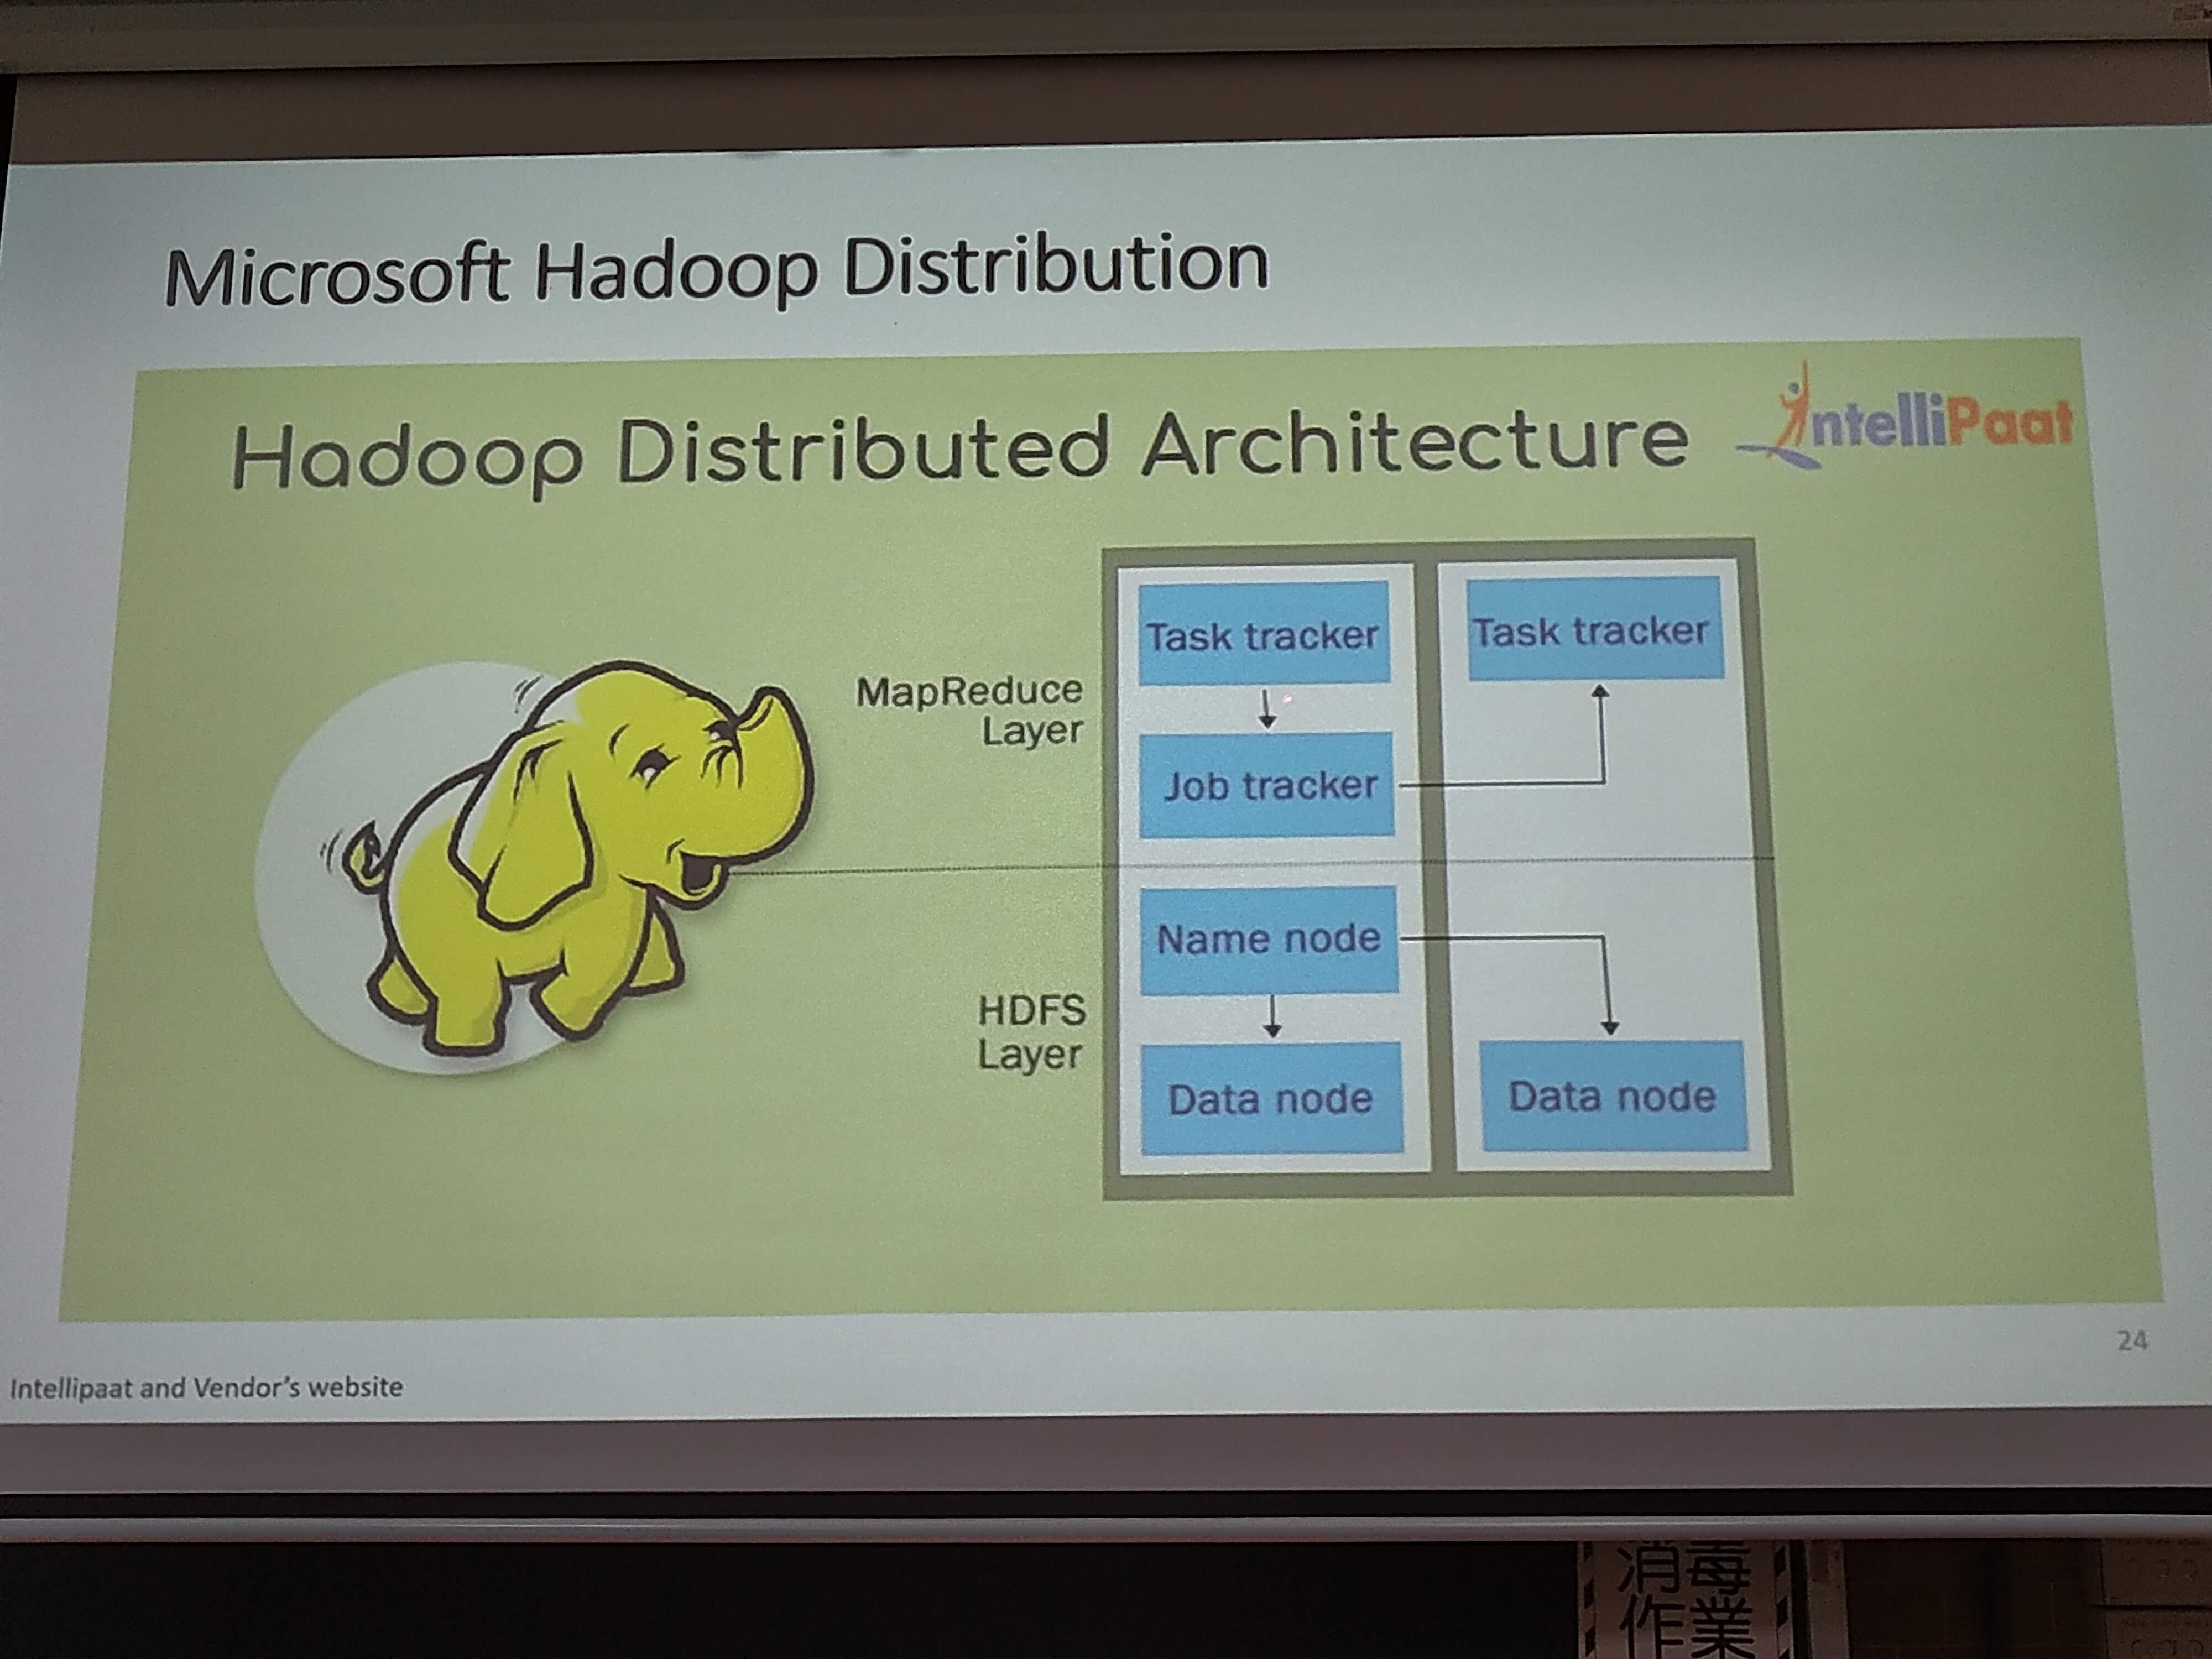 Microsoft Hadoop Distribution
Hadoop Distributed Architecture
IntelliPaat
Task tracker
Task tracker
MapReduce
Layer
Job tracker
Name node
HDFS
Layer
Data node
Data node
24
Intellipaat and Vendor's website
消毒
作業